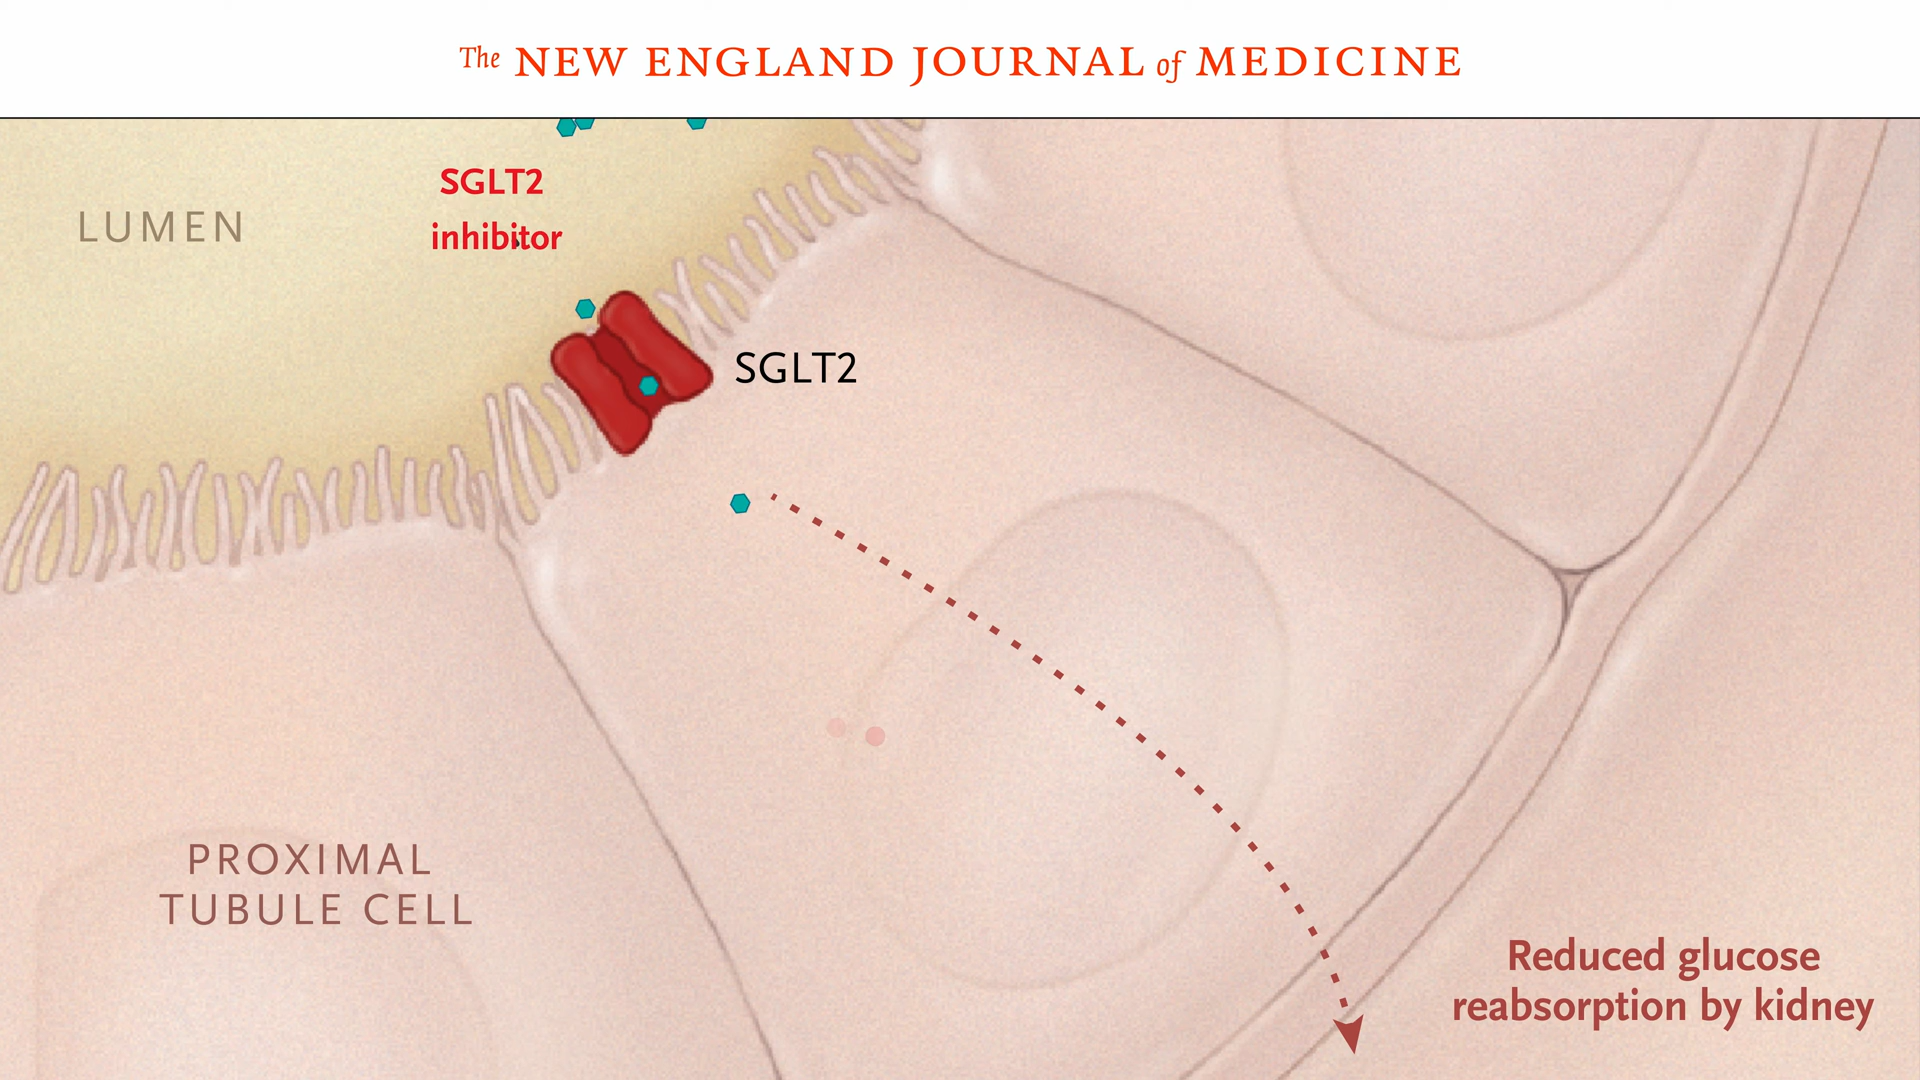 The NEW ENGLAND JOURNAL of MEDICINE
SGLT2
inhibitor
LUMEN
SGLT2
PROXIMAL
TUBULE CELL
Reduced glucose
reabsorption by kidney